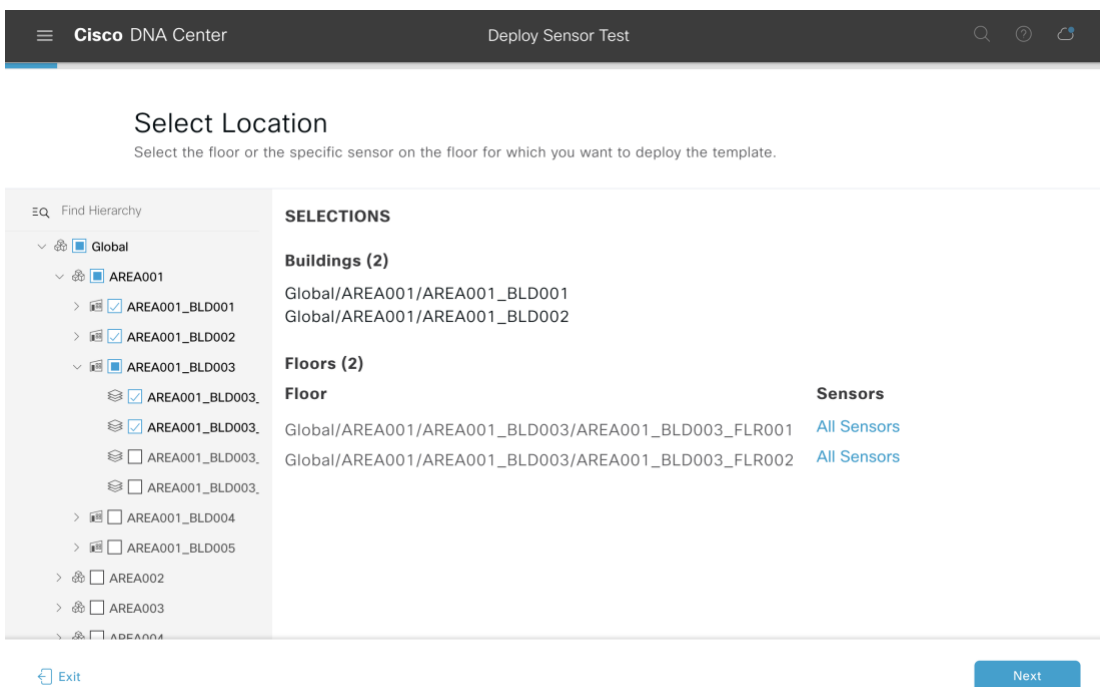 Cisco DNA Center
Deploy Sensor Test
Select Location
Select the floor or the specific sensor on the floor for which you want to deploy the template.
Find Hierarchy
Global
AREA001
AREA001_BLD001
AREA001_BLD002
AREA001_BLD003
AREA001_BLD003_
AREA001_BLD003_
AREA001_BLD003_
AREA001_BLD003_
AREA001_BLD004
AREA001_BLD005
AREA002
AREA003
AREA004
SELECTIONS
Buildings (2)
Global/AREA001/AREA001_BLD001
Global/AREA001/AREA001_BLD002
Floors (2)
Floor Sensors
Global/AREA001/AREA001_BLD003/AREA001_BLD003_FLR001 All Sensors
Global/AREA001/AREA001_BLD003/AREA001_BLD003_FLR002 All Sensors
Exit
Next